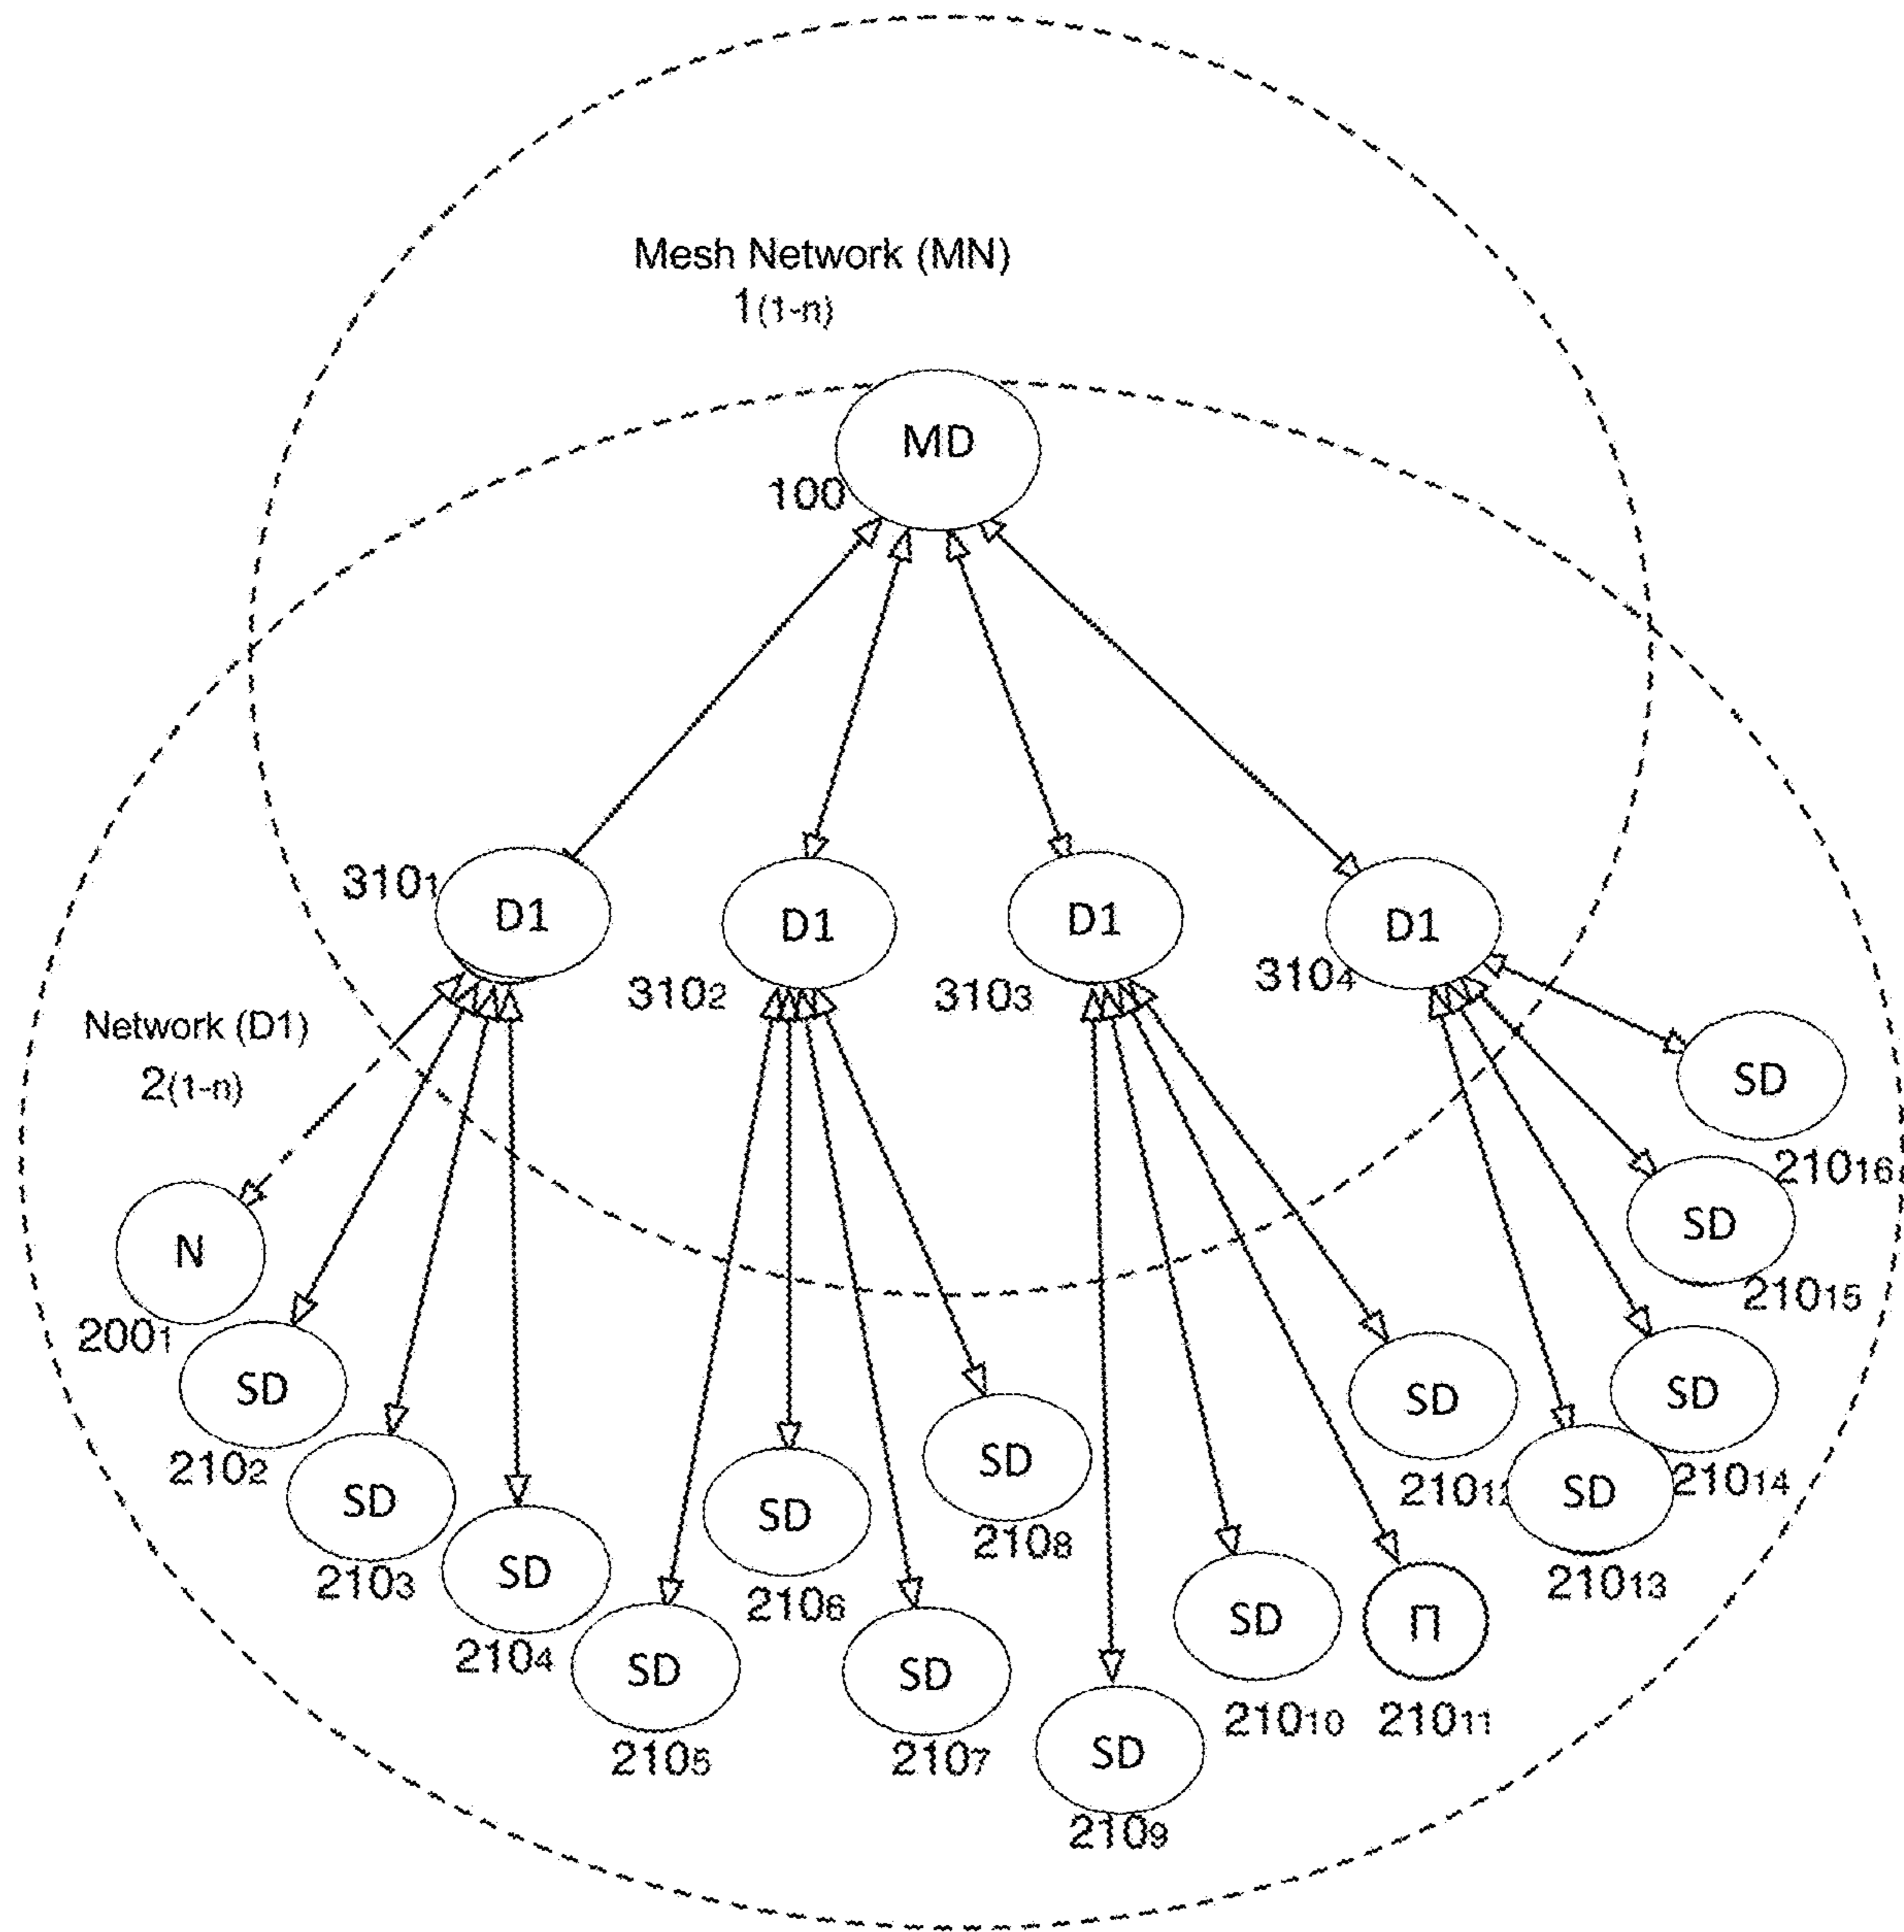 Mesh Network (MN)
1(1-n)
MD
100
310₁
D1
D1
D1
D1
310₂
310₃
310₄
Network (D1)
2(1-n)
SD
210₁₆
N
SD
210₁₅
200₁
SD
SD
SD
210₂
SD
210₁₂
SD
210₁₄
SD
SD
210₈
210₃
SD
210₆
210₁₃
SD
П
210₄
SD
SD
210₁₀
210₁₁
210₅
210₇
SD
210₉